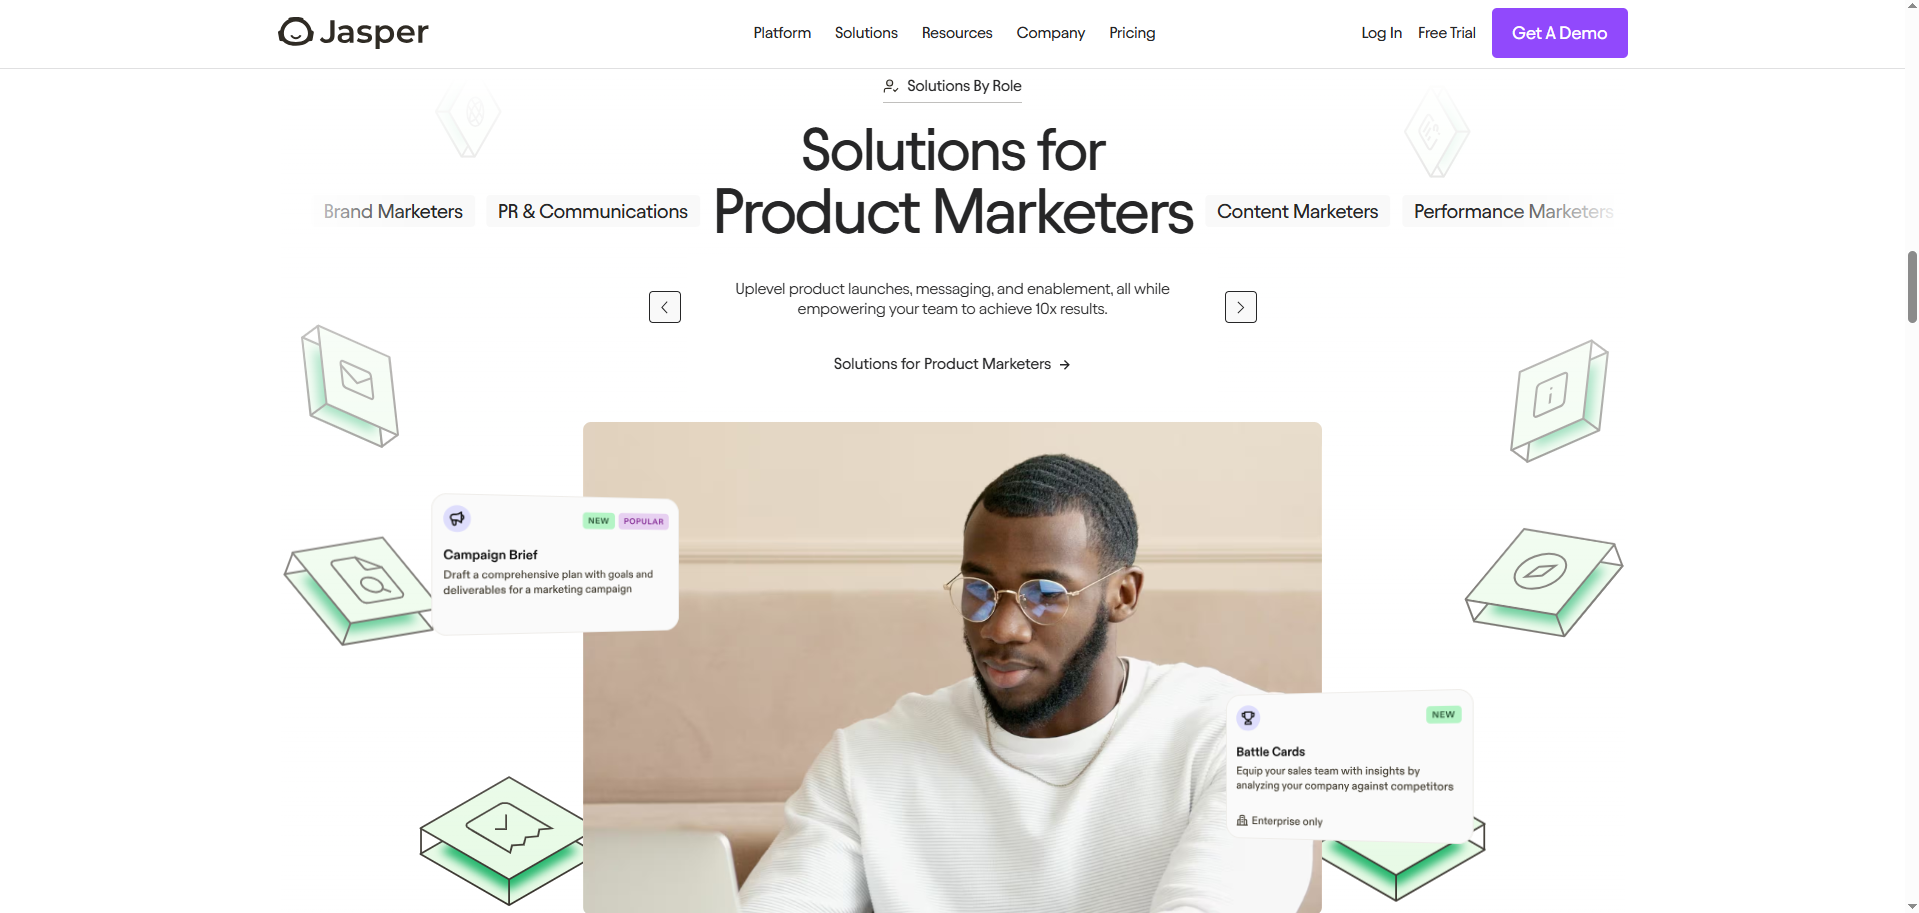 Jasper
Platform
Solutions
Resources
Company
Pricing
Log In
Free Trial
Get A Demo
Solutions By Role
Solutions for
Brand Marketers
PR & Communications
Product Marketers
Content Marketers
Performance Marketers
Uplevel product launches, messaging, and enablement, all while
empowering your team to achieve 10x results.
Solutions for Product Marketers →
NEW
POPULAR
Campaign Brief
Draft a comprehensive plan with goals and
deliverables for a marketing campaign
NEW
Battle Cards
Equip your sales team with insights by
analyzing your company against competitors
Enterprise only